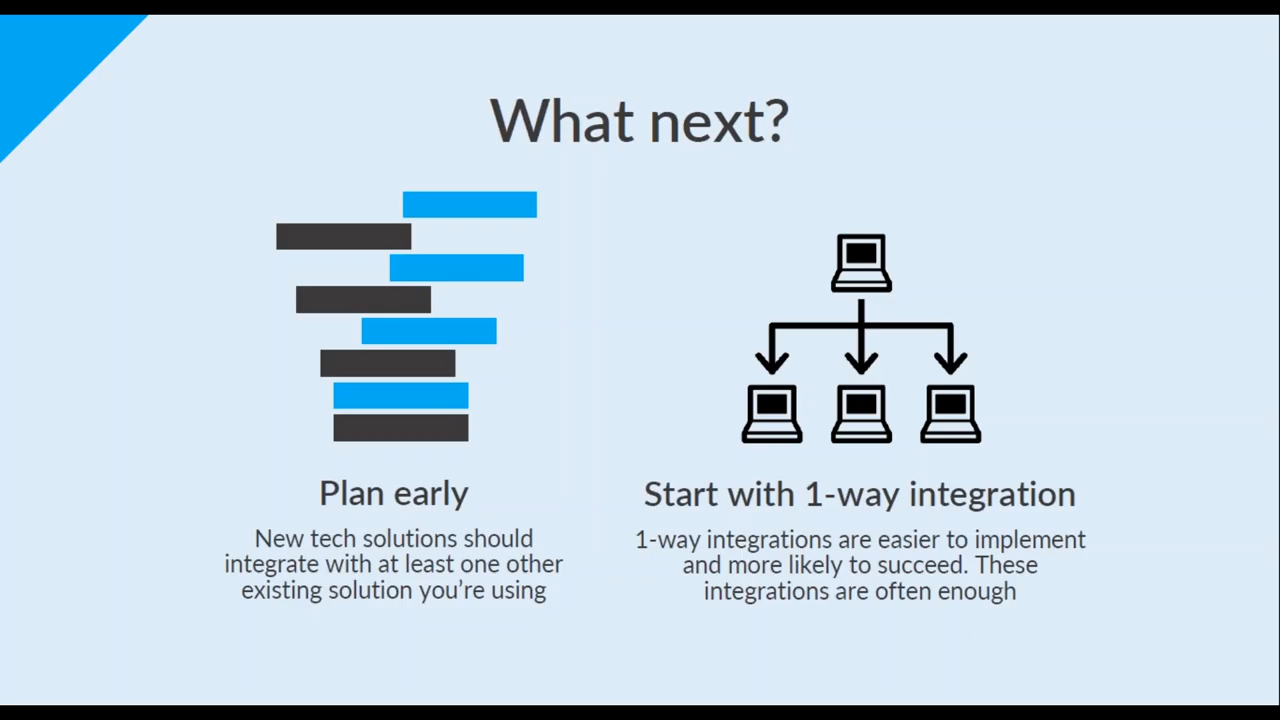 What next?
Plan early
New tech solutions should
integrate with at least one other
existing solution you’re using
Start with 1-way integration
1-way integrations are easier to implement
and more likely to succeed. These
integrations are often enough